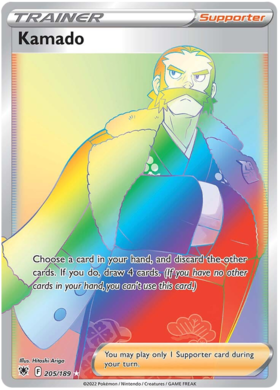 TRAINER Supporter
Kamado
Choose a card in your hand, and discard the other
cards. If you do, draw 4 cards. (If you have no other
cards in your hand, you can't use this card.)
Illus. Hitoshi Ariga
F 205/189
You may play only 1 Supporter card during
your turn.
©2022 Pokémon / Nintendo / Creatures / GAME FREAK